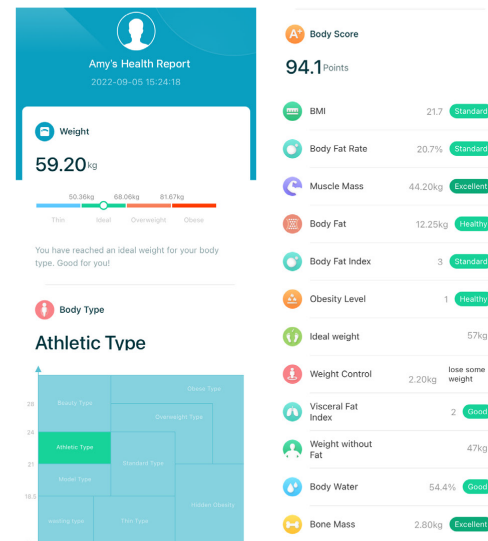 Amy's Health Report
2022-09-05 15:24:18
Weight
59.20 kg
50.36kg 68.06kg 81.67kg
Thin Ideal Overweight Obese
You have reached an ideal weight for your body
type. Good for you!
Body Type
Athletic Type
Obese Type
Beauty Type
28
Overweight Type
24
Athletic Type
Standard Type
21
Model Type
18.5
Hidden Obesity
Thin Type
A+ Body Score
94.1 Points
BMI 21.7 Standard
Body Fat Rate 20.7% Standard
Muscle Mass 44.20kg Excellent
Body Fat 12.25kg Healthy
Body Fat Index 3 Standard
Obesity Level 1 Healthy
Ideal weight 57kg
Weight Control 2.20kg lose some
weight
Visceral Fat
Index 2 Good
Weight without
Fat 47kg
Body Water 54.4% Good
Bone Mass 2.80kg Excellent